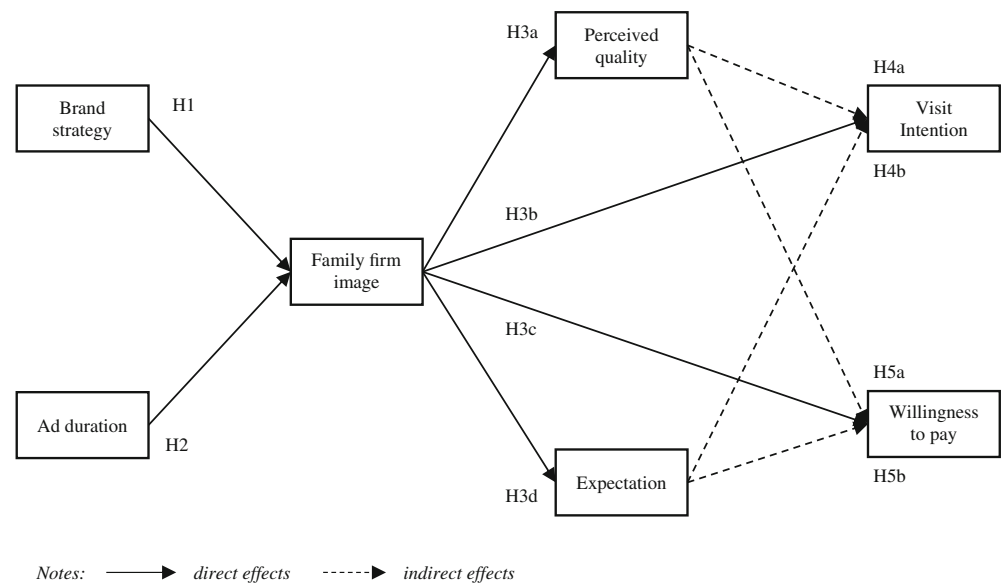 H3a
Perceived
quality
H1
Brand
strategy
H4a
Visit
Intention
H4b
H3b
Family firm
image
H3c
H5a
Willingness
to pay
H5b
Ad duration
H2
H3d
Expectation
Notes: direct effects indirect effects